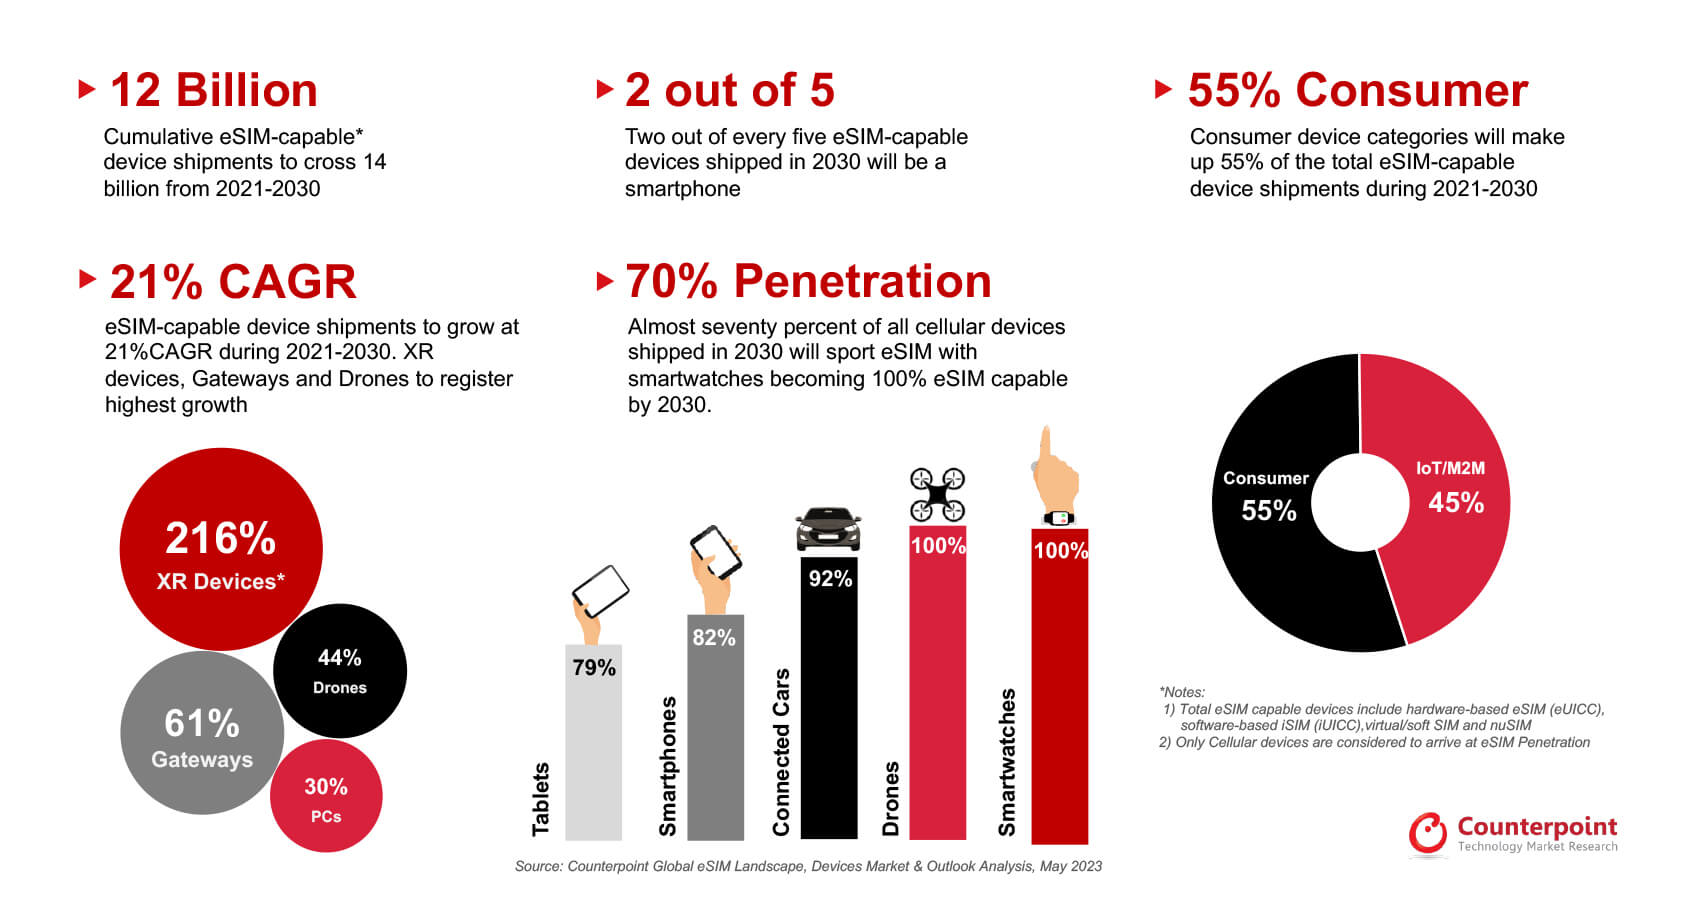 12 Billion
Cumulative eSIM-capable*
device shipments to cross 14
billion from 2021-2030
2 out of 5
Two out of every five eSIM-capable
devices shipped in 2030 will be a
smartphone
55% Consumer
Consumer device categories will make
up 55% of the total eSIM-capable
device shipments during 2021-2030
21% CAGR
eSIM-capable device shipments to grow at
21%CAGR during 2021-2030. XR
devices, Gateways and Drones to register
highest growth
216%
XR Devices*
44%
Drones
61%
Gateways
30%
PCs
70% Penetration
Almost seventy percent of all cellular devices
shipped in 2030 will sport eSIM with
smartwatches becoming 100% eSIM capable
by 2030.
Tablets
79%
Smartphones
82%
Connected Cars
92%
Drones
100%
Smartwatches
100%
Consumer
55%
IoT/M2M
45%
*Notes:
1) Total eSIM capable devices include hardware-based eSIM (eUICC),
software-based iSIM (iUICC),virtual/soft SIM and nuSIM
2) Only Cellular devices are considered to arrive at eSIM Penetration
Source: Counterpoint Global eSIM Landscape, Devices Market & Outlook Analysis, May 2023
Counterpoint
Technology Market Research